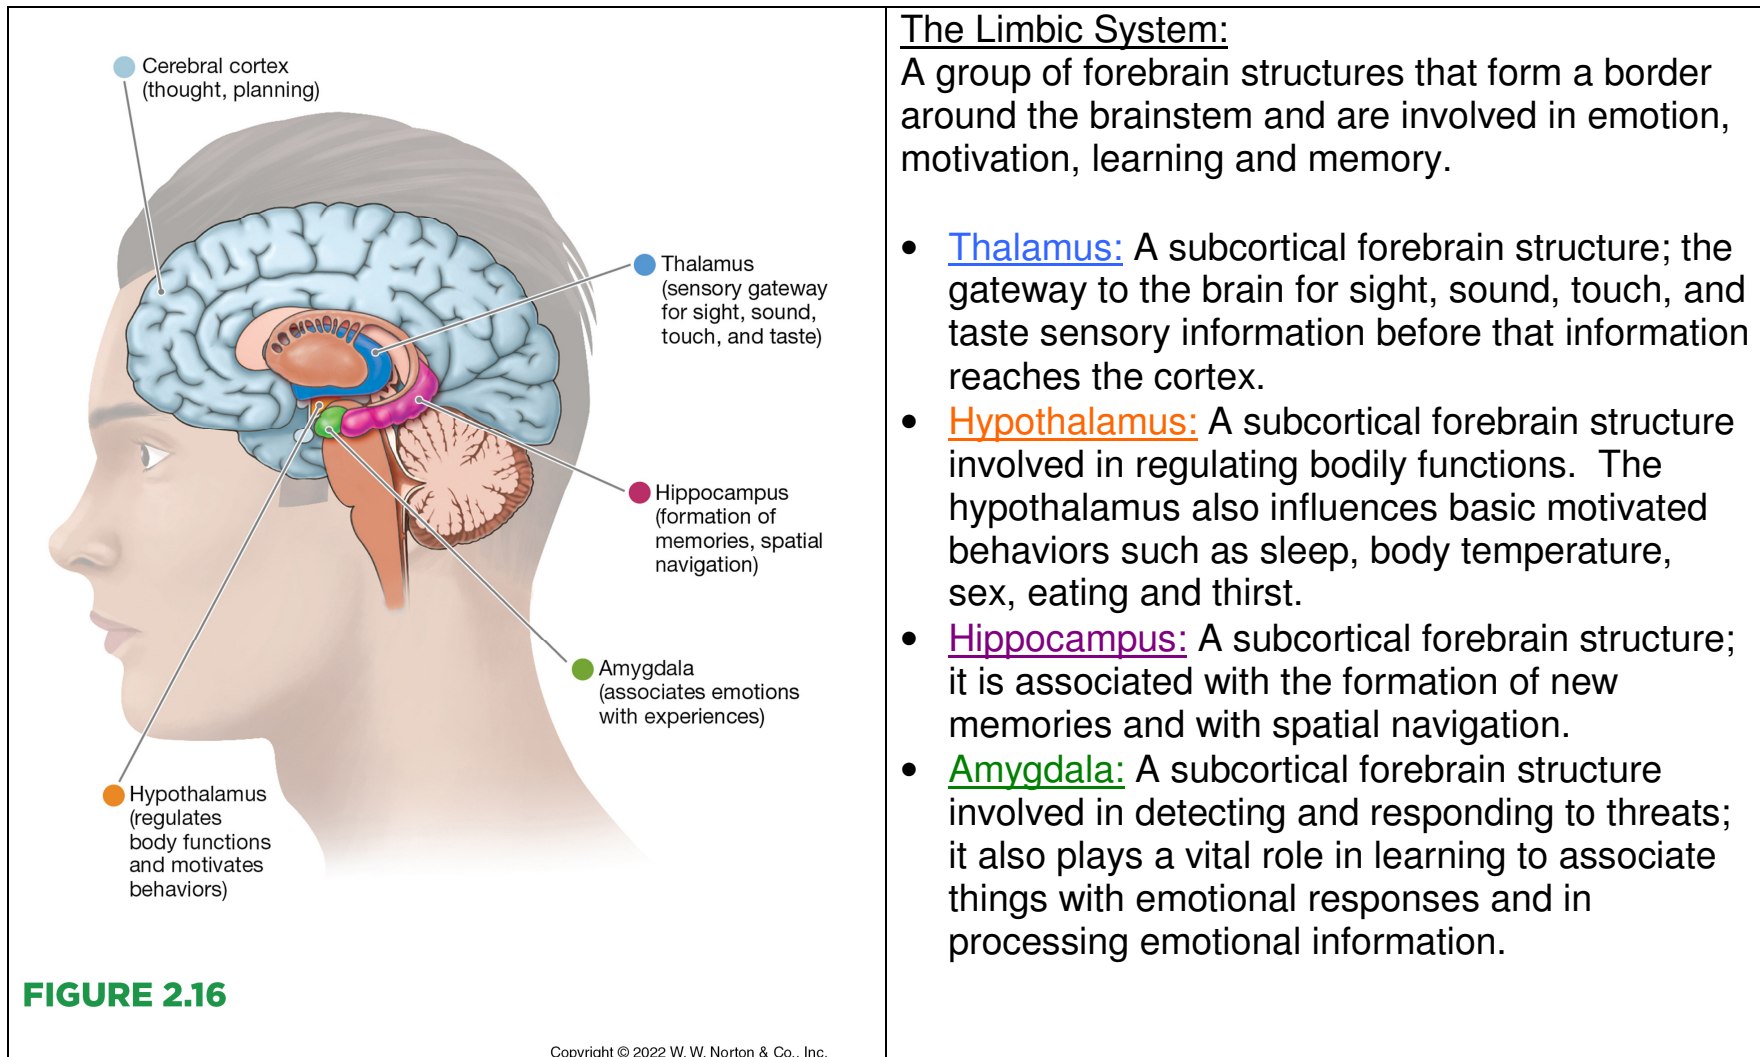 Cerebral cortex
(thought, planning)
Thalamus
(sensory gateway
for sight, sound,
touch, and taste)
Hippocampus
(formation of
memories, spatial
navigation)
Amygdala
(associates emotions
with experiences)
Hypothalamus
(regulates
body functions
and motivates
behaviors)
FIGURE 2.16
Copyright © 2022 W. W. Norton & Co., Inc.
The Limbic System:
A group of forebrain structures that form a border
around the brainstem and are involved in emotion,
motivation, learning and memory.
• Thalamus: A subcortical forebrain structure; the
gateway to the brain for sight, sound, touch, and
taste sensory information before that information
reaches the cortex.
• Hypothalamus: A subcortical forebrain structure
involved in regulating bodily functions.  The
hypothalamus also influences basic motivated
behaviors such as sleep, body temperature,
sex, eating and thirst.
• Hippocampus: A subcortical forebrain structure;
it is associated with the formation of new
memories and with spatial navigation.
• Amygdala: A subcortical forebrain structure
involved in detecting and responding to threats;
it also plays a vital role in learning to associate
things with emotional responses and in
processing emotional information.